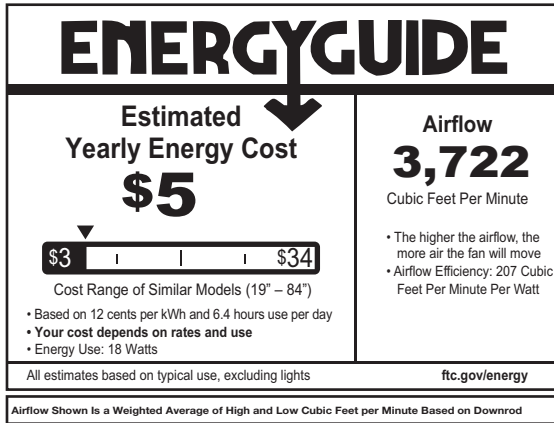 ENERGYGUIDE
Estimated
Yearly Energy Cost
$5
$3
$34
Cost Range of Similar Models (19” – 84”)
• Based on 12 cents per kWh and 6.4 hours use per day
• Your cost depends on rates and use
• Energy Use: 18 Watts
Airflow
3,722
Cubic Feet Per Minute
• The higher the airflow, the
more air the fan will move
• Airflow Efficiency: 207 Cubic
Feet Per Minute Per Watt
All estimates based on typical use, excluding lights
ftc.gov/energy
Airflow Shown Is a Weighted Average of High and Low Cubic Feet per Minute Based on Downrod